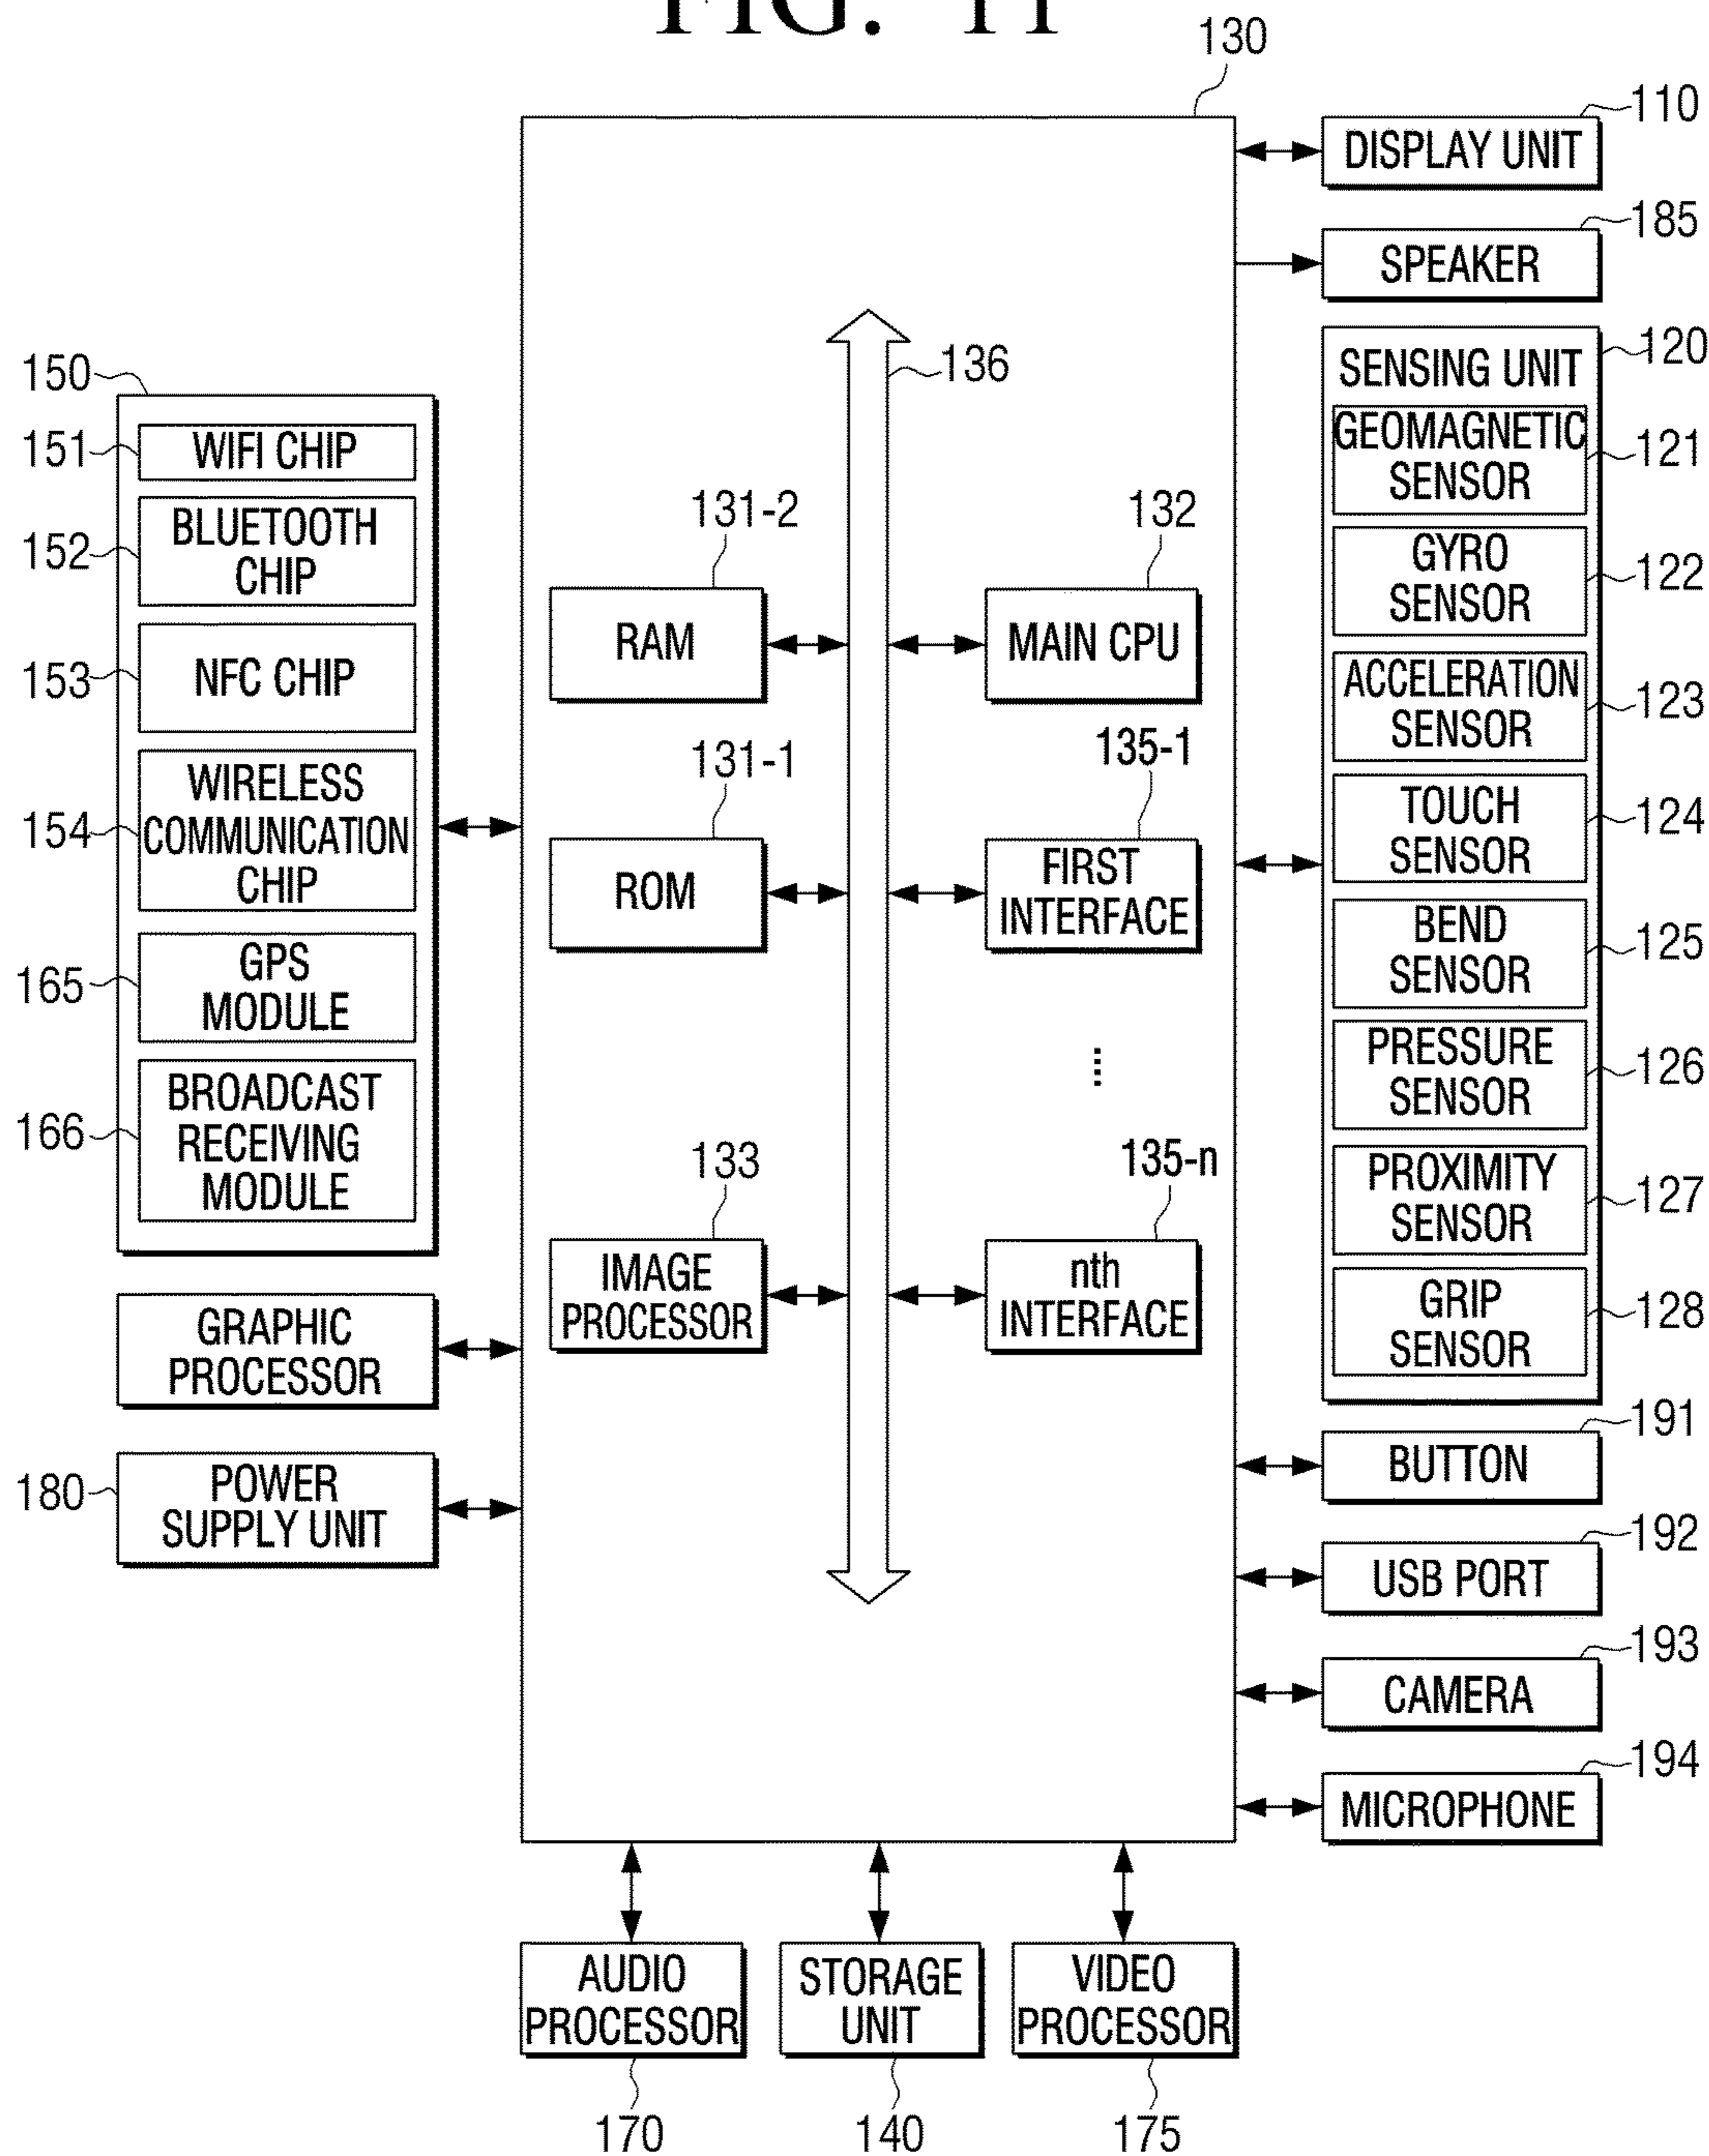 FIG. 11
130
110
DISPLAY UNIT
185
SPEAKER
136
120
SENSING UNIT
GEOMAGNETIC
SENSOR
121
GYRO
SENSOR
122
ACCELERATION
SENSOR
123
TOUCH
SENSOR
124
BEND
SENSOR
125
PRESSURE
SENSOR
126
PROXIMITY
SENSOR
127
GRIP
SENSOR
128
191
BUTTON
192
USB PORT
193
CAMERA
194
MICROPHONE
150
151
WIFI CHIP
152
BLUETOOTH
CHIP
153
NFC CHIP
154
WIRELESS
COMMUNICATION
CHIP
165
GPS
MODULE
166
BROADCAST
RECEIVING
MODULE
GRAPHIC
PROCESSOR
180
POWER
SUPPLY UNIT
131-2
RAM
132
MAIN CPU
131-1
ROM
135-1
FIRST
INTERFACE
133
IMAGE
PROCESSOR
135-n
nth
INTERFACE
AUDIO
PROCESSOR
170
STORAGE
UNIT
140
VIDEO
PROCESSOR
175